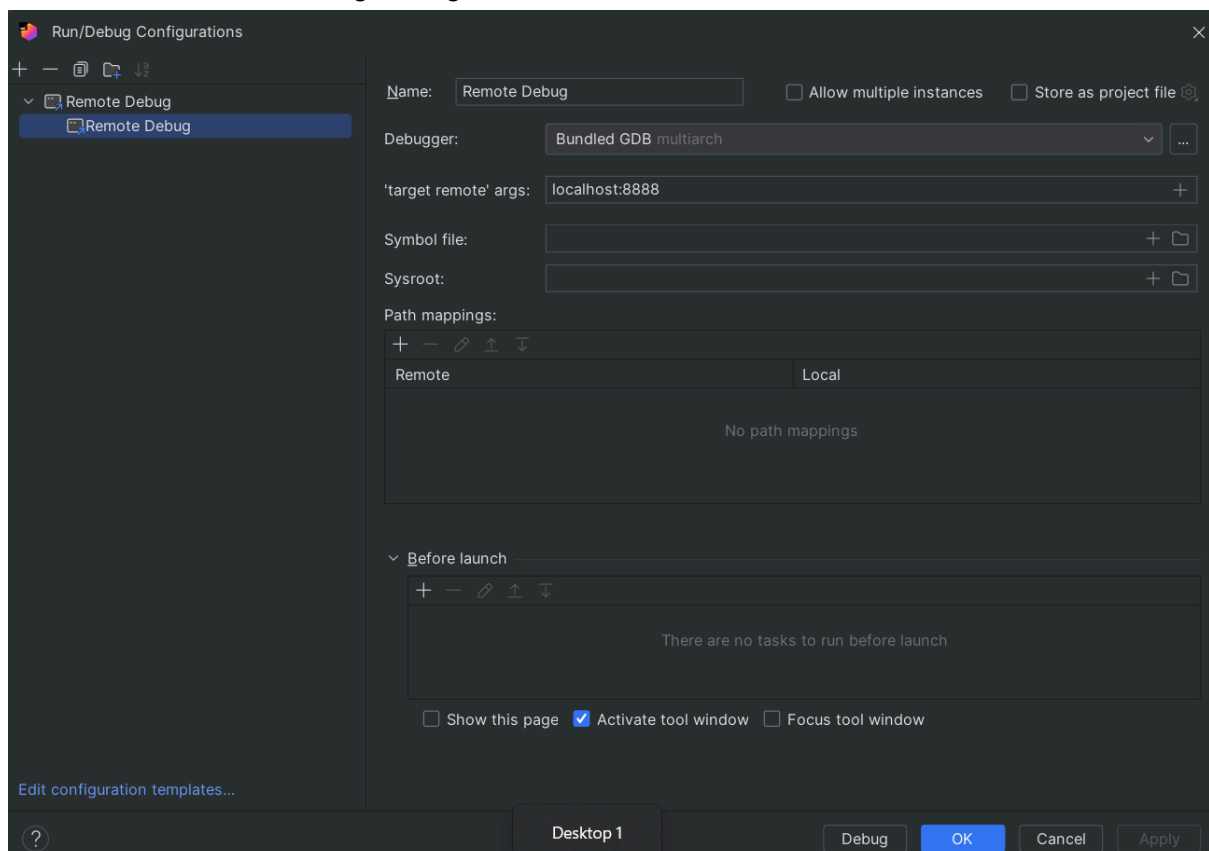 Run/Debug Configurations
Remote Debug
Remote Debug
Name: Remote Debug Allow multiple instances Store as project file
Debugger: Bundled GDB multiarch ...
'target remote' args: localhost:8888
Symbol file:
Sysroot:
Path mappings:
Remote Local
No path mappings
Before launch
There are no tasks to run before launch
Show this page Activate tool window Focus tool window
Edit configuration templates...
? Desktop 1 Debug OK Cancel Apply